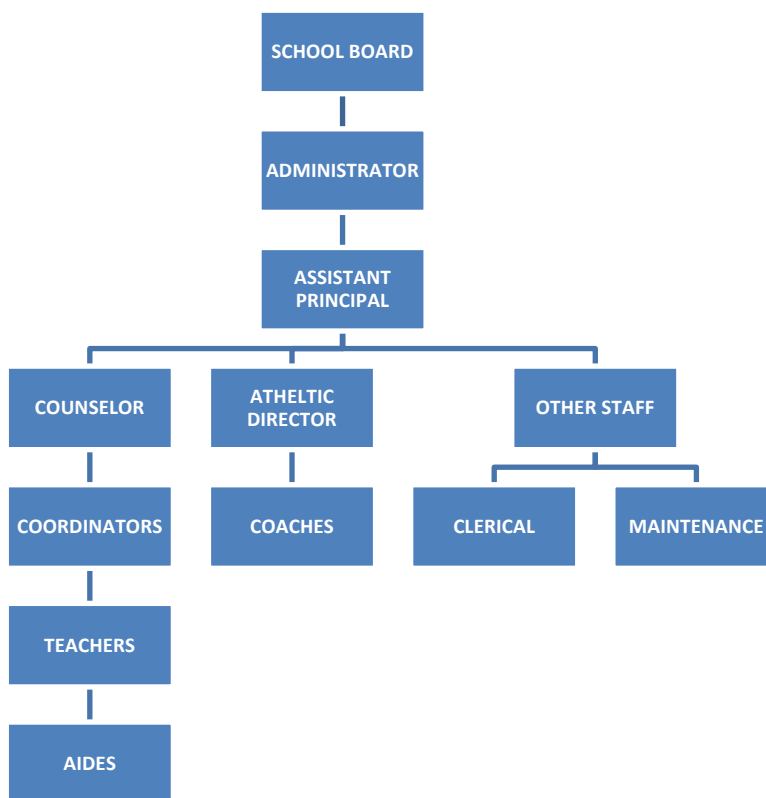 SCHOOL BOARD
ADMINISTRATOR
ASSISTANT
PRINCIPAL
COUNSELOR
ATHELTIC
DIRECTOR
OTHER STAFF
COORDINATORS
COACHES
CLERICAL
MAINTENANCE
TEACHERS
AIDES